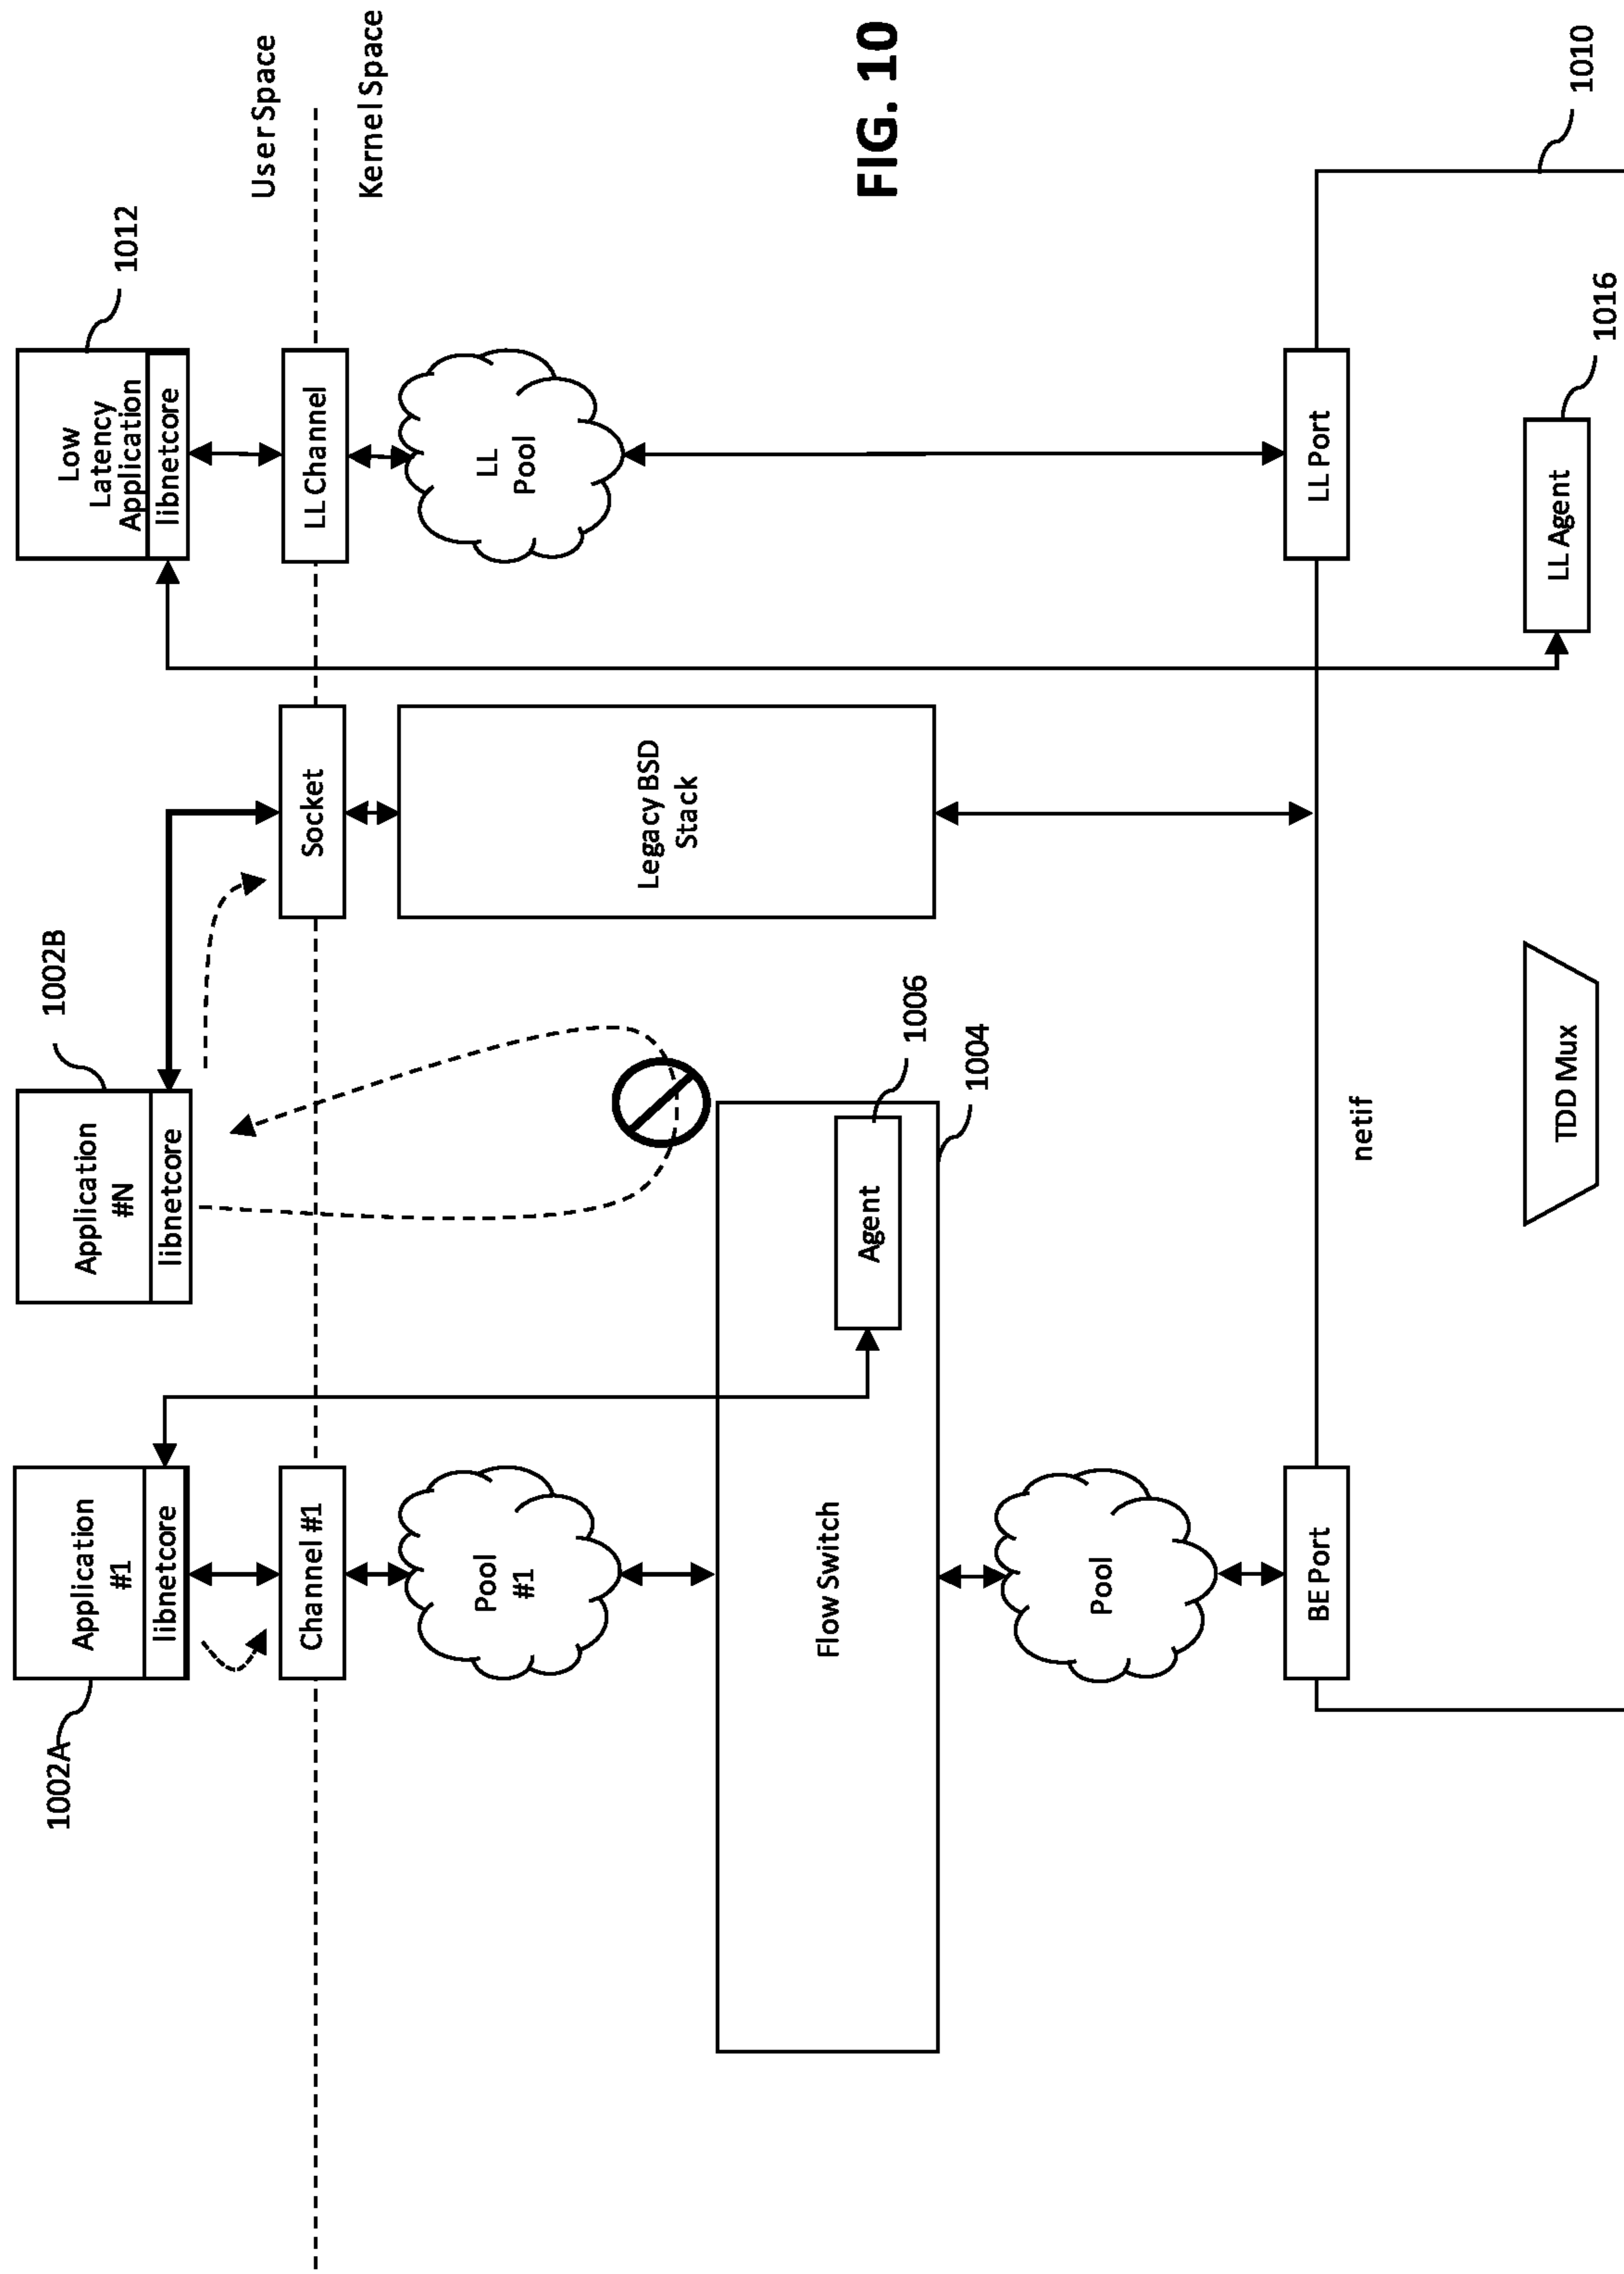 1002A
Application
#1
libnetcore
Channel #1
Pool
#1
Flow Switch
Pool
BE Port
1002B
Application
#N
libnetcore
Agent
1006
1004
netif
TDD Mux
Socket
Legacy BSD
Stack
1012
Low
Latency
Application
libnetcore
LL Channel
LL
Pool
LL Port
LL Agent
1016
1010
User Space
Kernel Space
FIG. 10